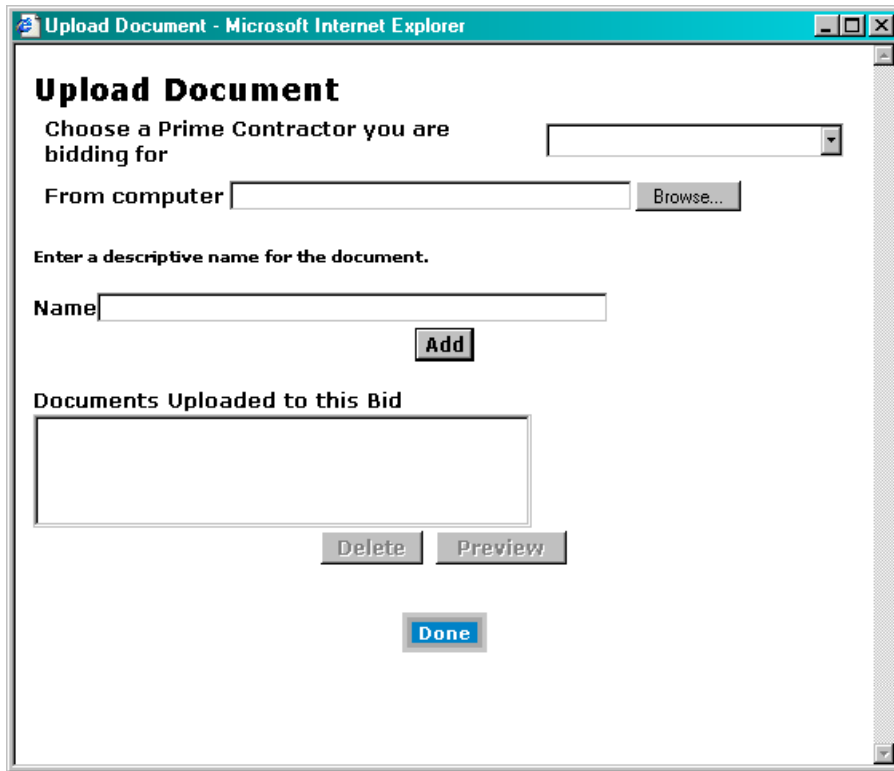 Upload Document - Microsoft Internet Explorer
Upload Document
Choose a Prime Contractor you are
bidding for
From computer Browse...
Enter a descriptive name for the document.
Name
Add
Documents Uploaded to this Bid
Delete Preview
Done